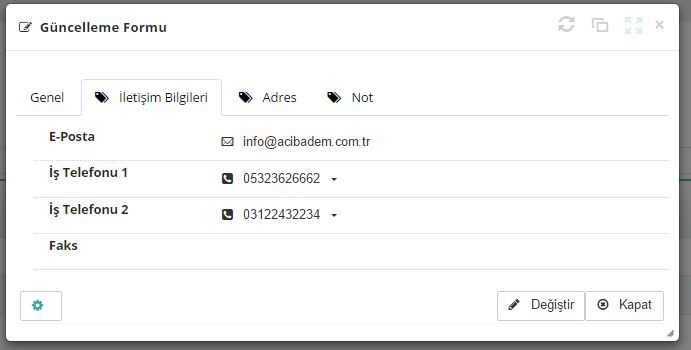 Güncelleme Formu
Genel İletişim Bilgileri Adres Not
E-Posta info@acibadem.com.tr
İş Telefonu 1 05323626662
İş Telefonu 2 03122432234
Faks
Değiştir Kapat